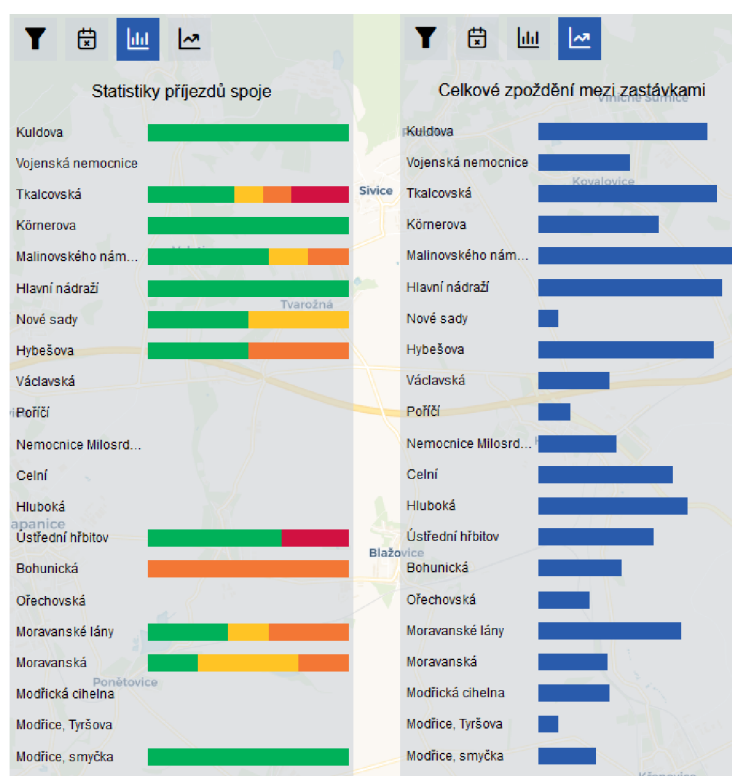 Statistiky příjezdů spoje
Kuldova
Vojenská nemocnice
Tkalcovská
Körnerova
Malinovského nám...
Hlavní nádraží
Nové sady
Hybešova
Václavská
Poříčí
Nemocnice Milosrd...
Celní
Hluboká
Ústřední hřbitov
Bohunická
Ořechovská
Moravanské lány
Moravanská
Modřická cihelna
Modřice, Tyršova
Modřice, smyčka
Tvarožná
apanice
Ponětovice
Sivice
Blažovice
Celkové zpoždění mezi zastávkami
Viničné Šumice
Kuldova
Vojenská nemocnice
Kovalovice
Tkalcovská
Körnerova
Malinovského nám...
Hlavní nádraží
Nové sady
Hybešova
Václavská
Poříčí
Nemocnice Milosrd...
Celní
Hluboká
Ústřední hřbitov
Bohunická
Ořechovská
Moravanské lány
Moravanská
Modřická cihelna
Modřice, Tyršova
Modřice, smyčka